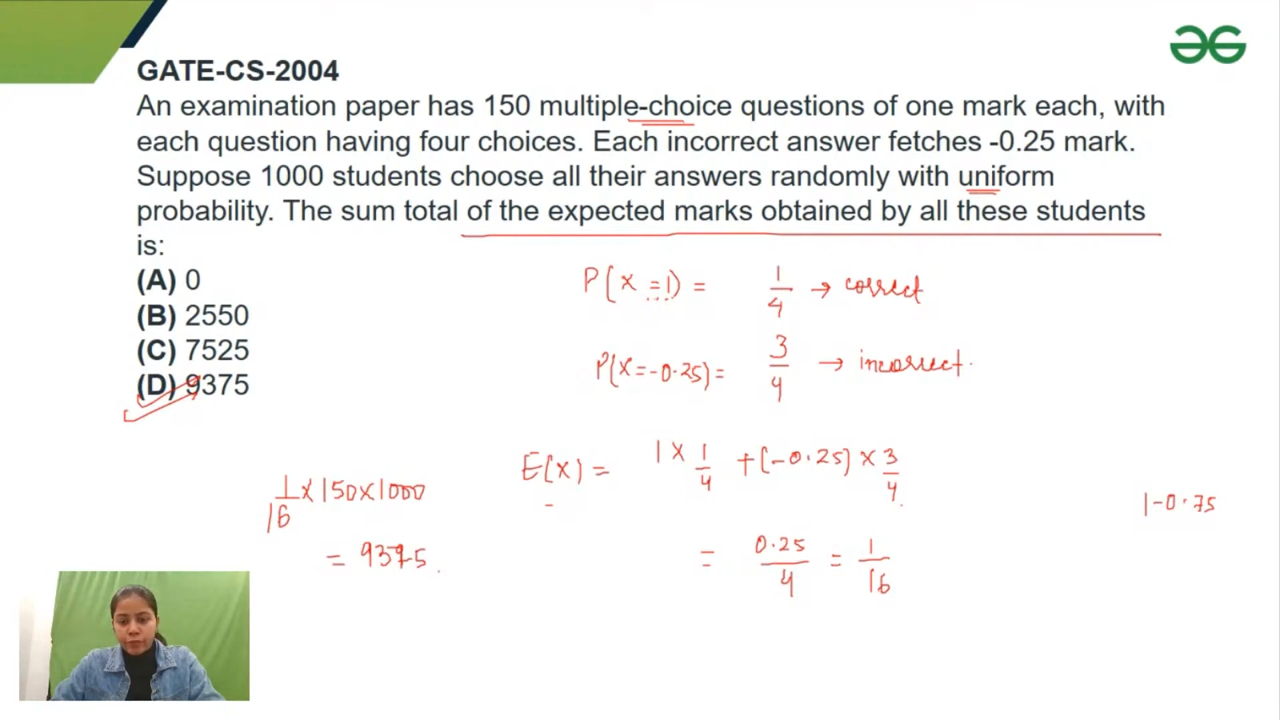 GATE-CS-2004
An examination paper has 150 multiple-choice questions of one mark each, with
each question having four choices. Each incorrect answer fetches -0.25 mark.
Suppose 1000 students choose all their answers randomly with uniform
probability. The sum total of the expected marks obtained by all these students
is:
(A) 0
(B) 2550
(C) 7525
(D) 9375
P(X=1) = 1/4 → correct
P(X=-0.25) = 3/4 → incorrect.
E(X) = 1 × 1/4 + (-0.25) × 3/4
1-0.75
= 0.25/4 = 1/16
1/16 × 150 × 1000
= 9375.